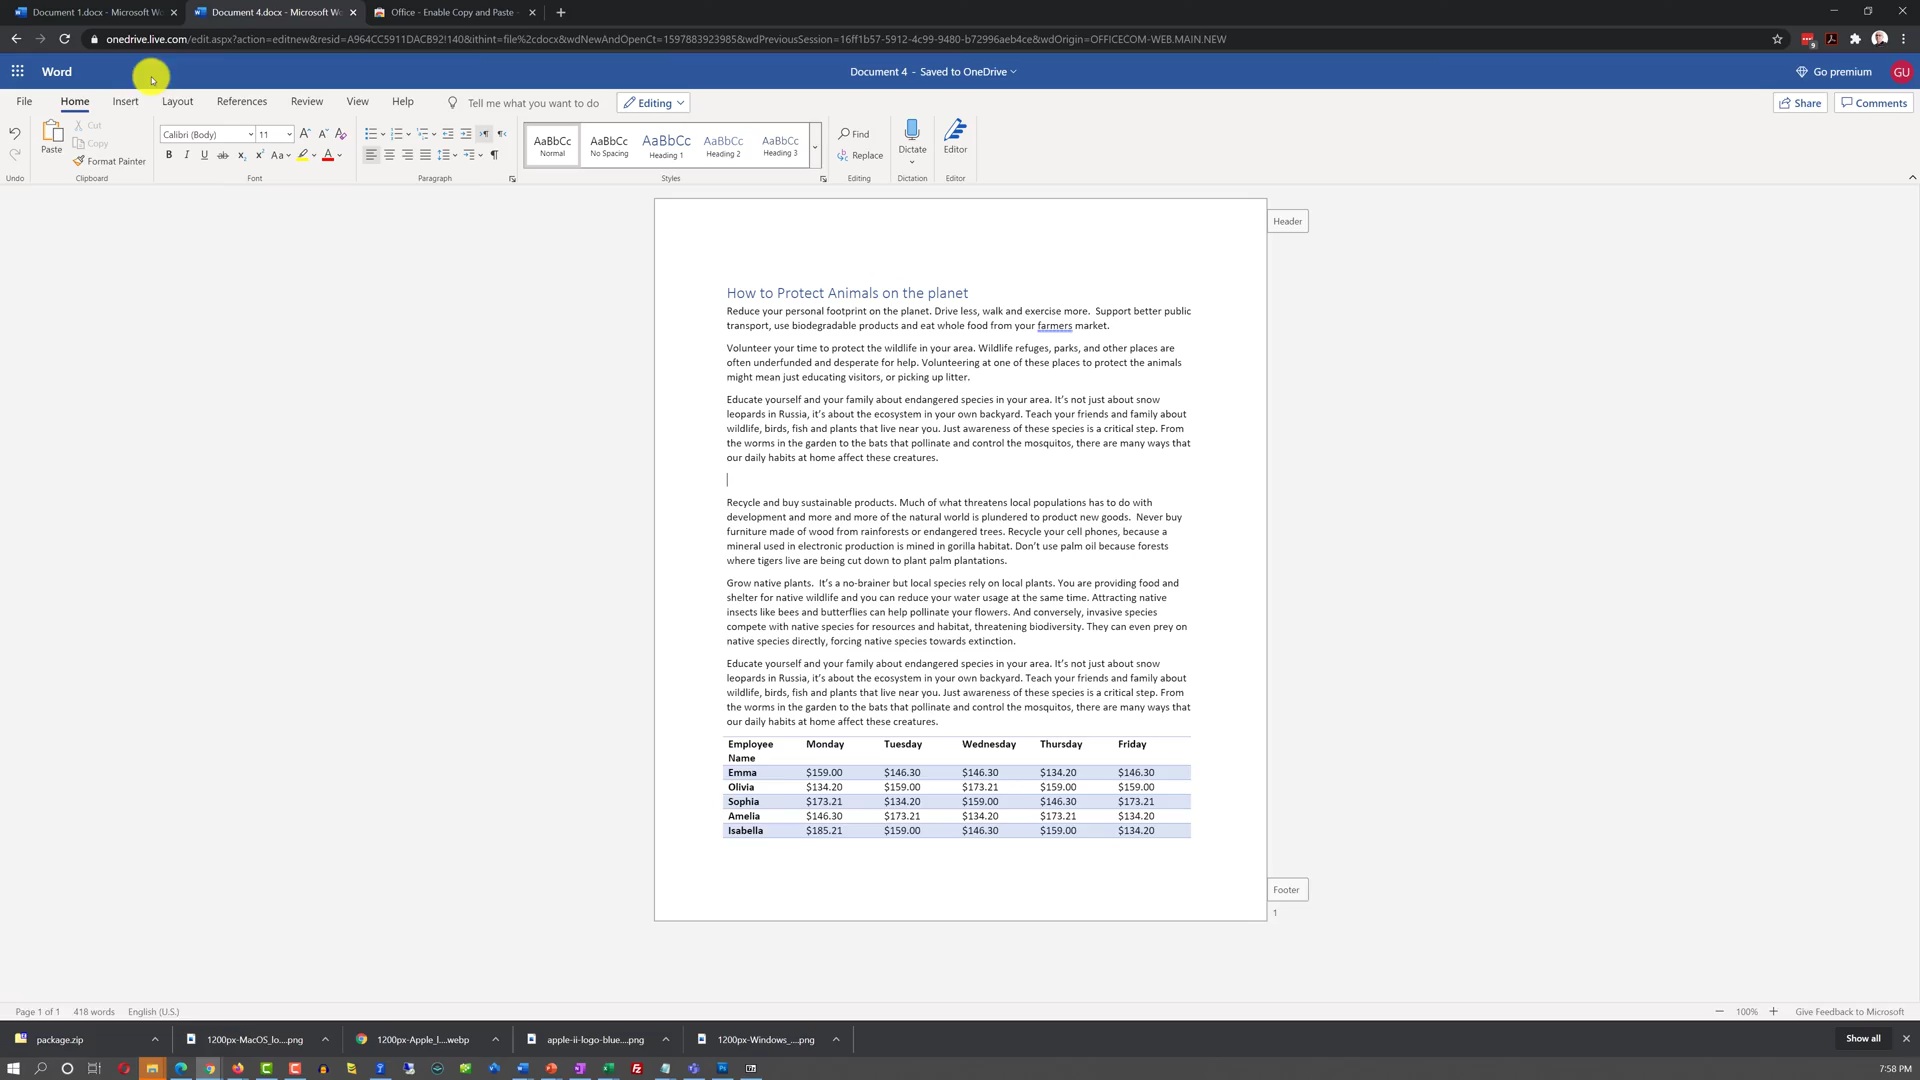 Document 1.docx - Microsoft Wo
Document 4.docx - Microsoft Wo
Office - Enable Copy and Paste -
onedrive.live.com/edit.aspx?action=editnew&resid=A964CC5911DACB92!140&ithint=file%2cdocx&wdNewAndOpenCt=1597883923985&wdPreviousSession=16ff1b57-5912-4c99-9480-b72996aeb4ce&wdOrigin=OFFICECOM-WEB.MAIN.NEW
9
Word
Document 4 - Saved to OneDrive
Go premium
GU
File Home Insert Layout References Review View Help Tell me what you want to do Editing Share Comments
Paste
Cut
Copy
Format Painter
Calibri (Body) 11
AaBbCc Normal
AaBbCc No Spacing
AaBbCc Heading 1
AaBbCc Heading 2
AaBbCc Heading 3
Find
Replace
Dictate
Editor
Undo Clipboard Font Paragraph Styles Editing Dictation Editor
Header
How to Protect Animals on the planet
Reduce your personal footprint on the planet. Drive less, walk and exercise more.  Support better public
transport, use biodegradable products and eat whole food from your farmers market.
Volunteer your time to protect the wildlife in your area. Wildlife refuges, parks, and other places are
often underfunded and desperate for help. Volunteering at one of these places to protect the animals
might mean just educating visitors, or picking up litter.
Educate yourself and your family about endangered species in your area. It's not just about snow
leopards in Russia, it's about the ecosystem in your own backyard. Teach your friends and family about
wildlife, birds, fish and plants that live near you. Just awareness of these species is a critical step. From
the worms in the garden to the bats that pollinate and control the mosquitos, there are many ways that
our daily habits at home affect these creatures.
Recycle and buy sustainable products. Much of what threatens local populations has to do with
development and more and more of the natural world is plundered to product new goods.  Never buy
furniture made of wood from rainforests or endangered trees. Recycle your cell phones, because a
mineral used in electronic production is mined in gorilla habitat. Don't use palm oil because forests
where tigers live are being cut down to plant palm plantations.
Grow native plants.  It's a no-brainer but local species rely on local plants. You are providing food and
shelter for native wildlife and you can reduce your water usage at the same time. Attracting native
insects like bees and butterflies can help pollinate your flowers. And conversely, invasive species
compete with native species for resources and habitat, threatening biodiversity. They can even prey on
native species directly, forcing native species towards extinction.
Educate yourself and your family about endangered species in your area. It's not just about snow
leopards in Russia, it's about the ecosystem in your own backyard. Teach your friends and family about
wildlife, birds, fish and plants that live near you. Just awareness of these species is a critical step. From
the worms in the garden to the bats that pollinate and control the mosquitos, there are many ways that
our daily habits at home affect these creatures.
Employee Name Monday Tuesday Wednesday Thursday Friday
Emma $159.00 $146.30 $146.30 $134.20 $146.30
Olivia $134.20 $159.00 $173.21 $159.00 $159.00
Sophia $173.21 $134.20 $159.00 $146.30 $173.21
Amelia $146.30 $173.21 $134.20 $173.21 $134.20
Isabella $185.21 $159.00 $146.30 $159.00 $134.20
Footer
1
Page 1 of 1 418 words English (U.S.) 100% Give Feedback to Microsoft
package.zip
1200px-MacOS_lo....png
1200px-Apple_l....webp
apple-ii-logo-blue....png
1200px-Windows_....png
Show all
7:58 PM